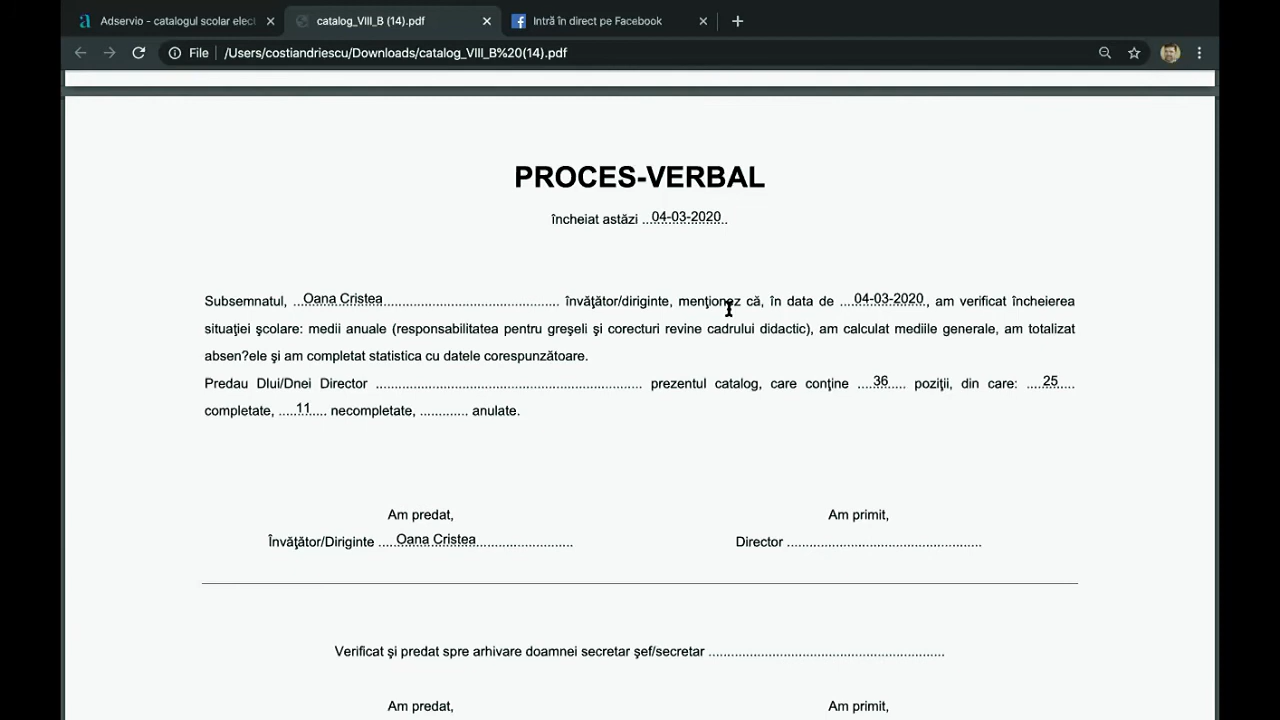 Adservio - catalogul scolar elect
catalog_VIII_B (14).pdf
Intră în direct pe Facebook
File /Users/costiandriescu/Downloads/catalog_VIII_B%20(14).pdf
PROCES-VERBAL
încheiat astăzi ...04-03-2020..
Subsemnatul, ...Oana Cristea............................................... învăţător/diriginte, menţionez că, în data de ...04-03-2020., am verificat încheierea
situaţiei şcolare: medii anuale (responsabilitatea pentru greşeli şi corecturi revine cadrului didactic), am calculat mediile generale, am totalizat
absen?ele şi am completat statistica cu datele corespunzătoare.
Predau Dlui/Dnei Director ...................................................................... prezentul catalog, care conţine ....36..... poziţii, din care: ....25....
completate, .....11.... necompletate, ............. anulate.
Am predat, Am primit,
Învăţător/Diriginte ....Oana Cristea.......................... Director ....................................................
Verificat şi predat spre arhivare doamnei secretar şef/secretar ...............................................................
Am predat, Am primit,